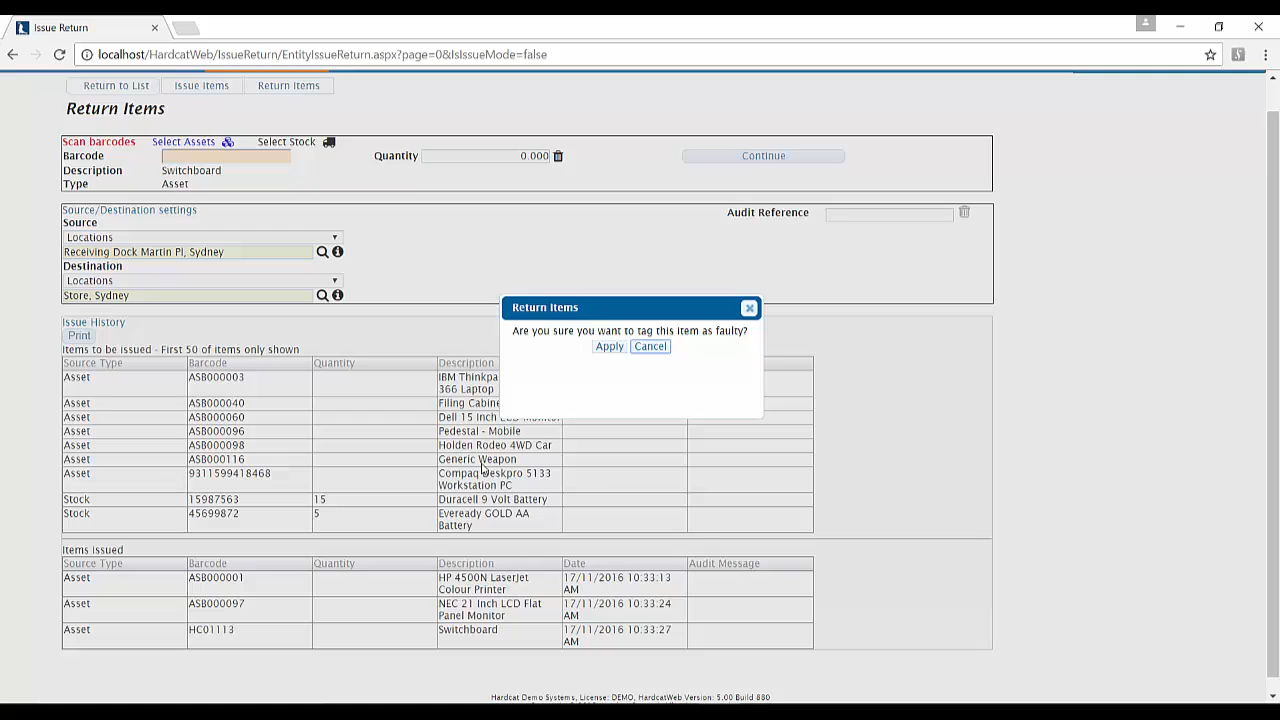 Issue Return
localhost/HardcatWeb/IssueReturn/EntityIssueReturn.aspx?page=0&IsIssueMode=false
Return to List Issue Items Return Items
Return Items
Scan barcodes Select Assets Select Stock
Barcode Quantity 0.000 Continue
Description Switchboard
Type Asset
Source/Destination settings Audit Reference
Source
Locations
Receiving Dock Martin Pl, Sydney
Destination
Locations
Store, Sydney
Return Items
Are you sure you want to tag this item as faulty?
Apply Cancel
Issue History
Print
Items to be issued - First 50 of items only shown
Source Type Barcode Quantity Description
Asset ASB000003 IBM Thinkpa
366 Laptop
Asset ASB000040 Filing Cabine
Asset ASB000060 Dell 15 Inch LCD Monitor
Asset ASB000096 Pedestal - Mobile
Asset ASB000098 Holden Rodeo 4WD Car
Asset ASB000116 Generic Weapon
Asset 9311599418468 Compaq Deskpro 5133
Workstation PC
Stock 15987563 15 Duracell 9 Volt Battery
Stock 45699872 5 Eveready GOLD AA
Battery
Items Issued
Source Type Barcode Quantity Description Date Audit Message
Asset ASB000001 HP 4500N LaserJet 17/11/2016 10:33:13
Colour Printer AM
Asset ASB000097 NEC 21 Inch LCD Flat 17/11/2016 10:33:24
Panel Monitor AM
Asset HC01113 Switchboard 17/11/2016 10:33:27
AM
Hardcat Demo Systems, License: DEMO, HardcatWeb Version: 5.00 Build 880